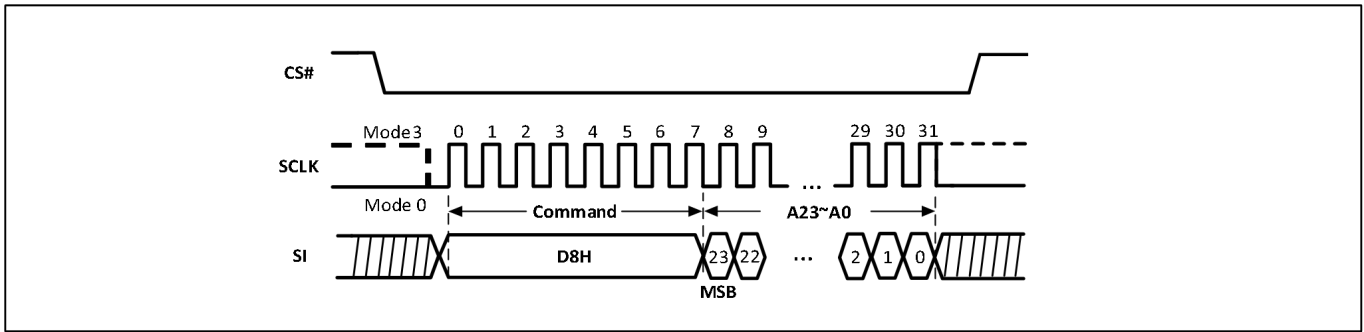 CS#
Mode3 0 1 2 3 4 5 6 7 8 9 29 30 31
SCLK
...
Mode 0 Command A23~A0
SI D8H 23 22 ... 2 1 0
MSB